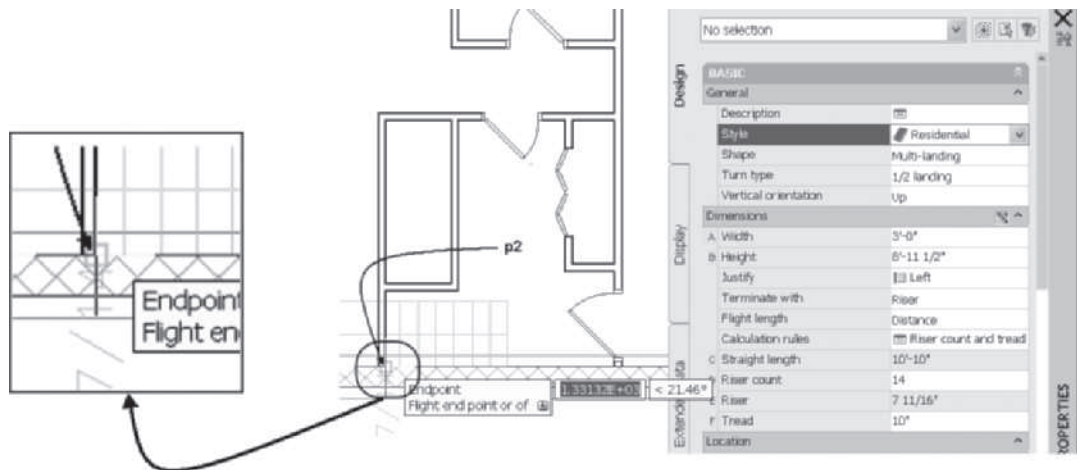 No selection
Design
BASIC
General
Description
Style Residential
Shape Multi-landing
Turn type 1/2 landing
Vertical orientation Up
Dimensions
A Width 3'-0"
B Height 8'-11 1/2"
Justify Left
Terminate with Riser
Flight length Distance
Calculation rules Riser count and tread
C Straight length 10'-10"
Riser count 14
E Riser 7 11/16"
F Tread 10"
Location
Display
Extended
PROPERTIES
p2
Endpoint
Flight en
Endpoint
Flight end point or of
< 21.46°